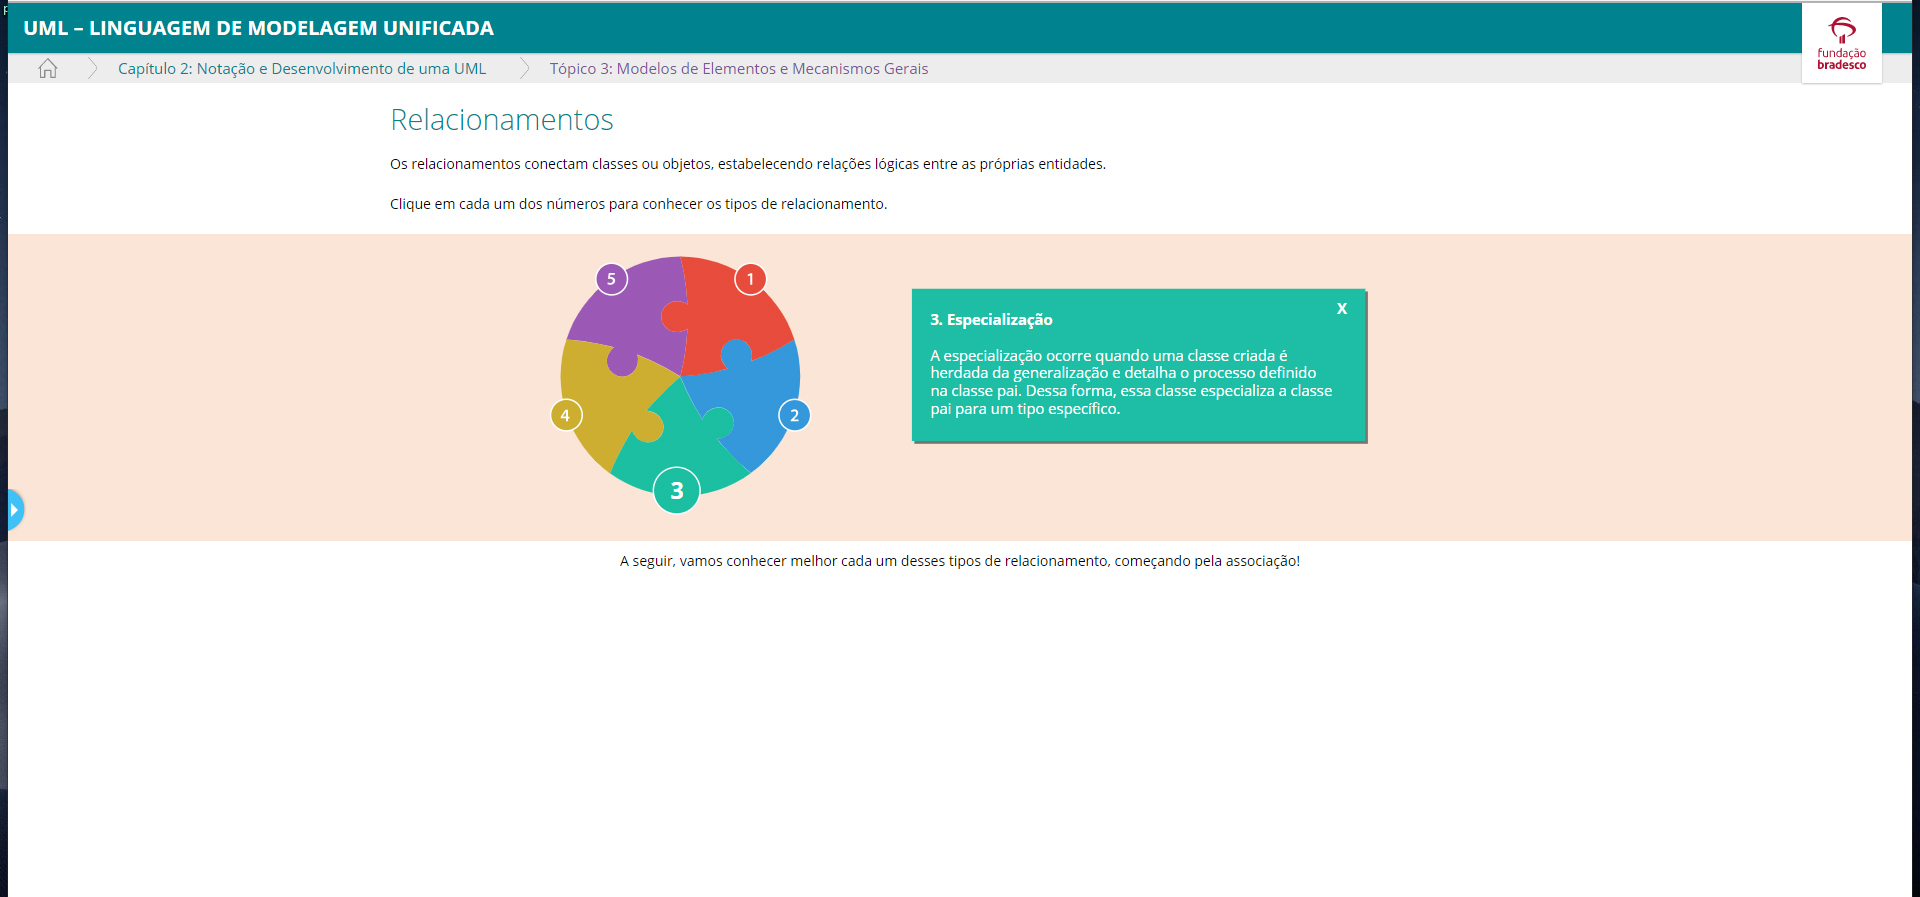 UML – LINGUAGEM DE MODELAGEM UNIFICADA
fundação
bradesco
Capítulo 2: Notação e Desenvolvimento de uma UML
Tópico 3: Modelos de Elementos e Mecanismos Gerais
Relacionamentos
Os relacionamentos conectam classes ou objetos, estabelecendo relações lógicas entre as próprias entidades.
Clique em cada um dos números para conhecer os tipos de relacionamento.
5
1
4
2
3
X
3. Especialização
A especialização ocorre quando uma classe criada é
herdada da generalização e detalha o processo definido
na classe pai. Dessa forma, essa classe especializa a classe
pai para um tipo específico.
A seguir, vamos conhecer melhor cada um desses tipos de relacionamento, começando pela associação!